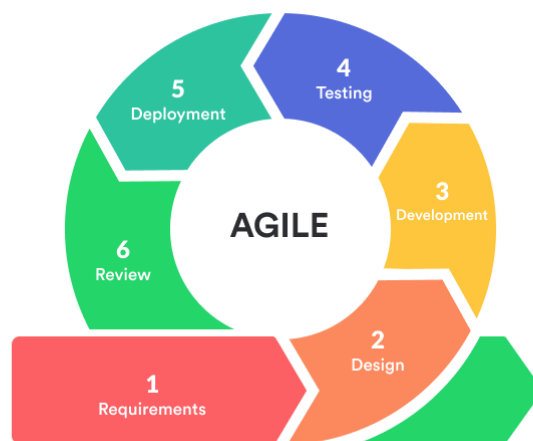 AGILE
1
Requirements
2
Design
3
Development
4
Testing
5
Deployment
6
Review